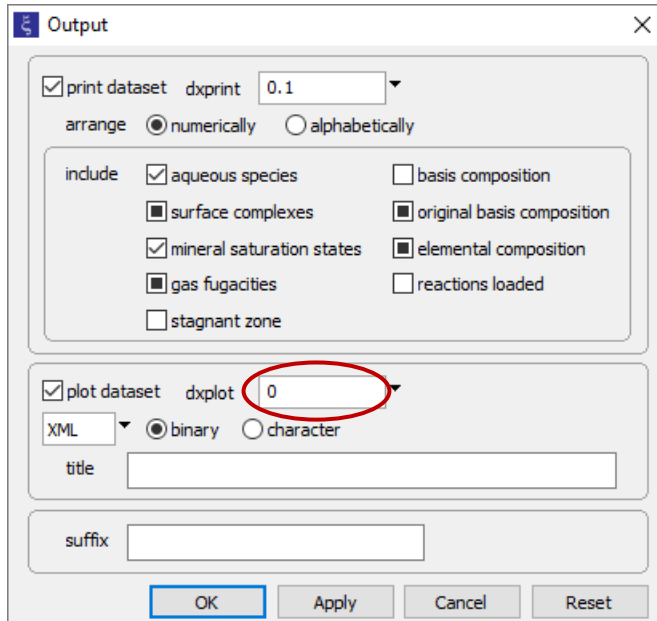 ξ Output
print dataset dxprint 0.1
arrange numerically alphabetically
include aqueous species basis composition
surface complexes original basis composition
mineral saturation states elemental composition
gas fugacities reactions loaded
stagnant zone
plot dataset dxplot 0
XML binary character
title
suffix
OK Apply Cancel Reset